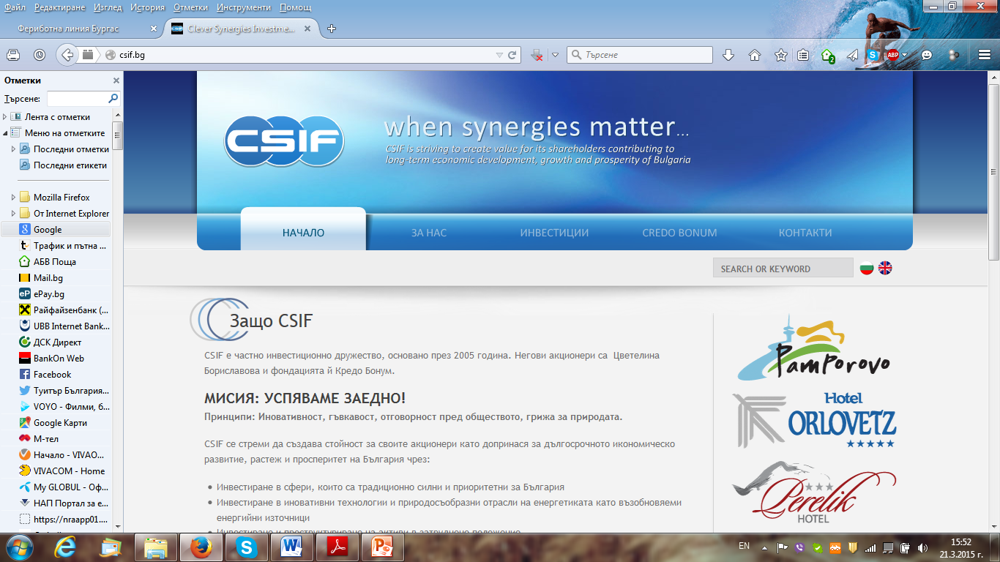 Файл Редактиране Изглед История Отметки Инструменти Помощ
Фериботна линия Бургас
Clever Synergies Investme...
csif.bg
Търсене
2
ABP
Отметки
Търсене:
Лента с отметки
Меню на отметките
Последни отметки
Последни етикети
Mozilla Firefox
От Internet Explorer
Google
Трафик и пътна ...
АБВ Поща
Mail.bg
ePay.bg
Райфайзенбанк (...
UBB Internet Bank...
ДСК Директ
BankOn Web
Facebook
Туитър България...
VOYO - Филми, б...
Google Карти
М-тел
Начало - VIVAO...
VIVACOM - Home
My GLOBUL - Оф...
НАП Портал за е...
https://nraapp01....
CSIF
when synergies matter...
CSIF is striving to create value for its shareholders contributing to
long-term economic development, growth and prosperity of Bulgaria
НАЧАЛО ЗА НАС ИНВЕСТИЦИИ CREDO BONUM КОНТАКТИ
SEARCH OR KEYWORD
Защо CSIF
CSIF е частно инвестиционно дружество, основано през 2005 година. Негови акционери са Цветелина
Бориславова и фондацията й Кредо Бонум.
МИСИЯ: УСПЯВАМЕ ЗАЕДНО!
Принципи: Иновативност, гъвкавост, отговорност пред обществото, грижа за природата.
CSIF се стреми да създава стойност за своите акционери като допринася за дългосрочното икономическо
развитие, растеж и просперитет на България чрез:
Инвестиране в сфери, които са традиционно силни и приоритетни за България
Инвестиране в иновативни технологии и природосъобразни отрасли на енергетиката като възобновяеми
енергийни източници
Инвестиране и преструктуриране на активи в затруднено положение
Pamporovo
Hotel
ORLOVETZ
Perelik
HOTEL
EN
15:52
21.3.2015 г.